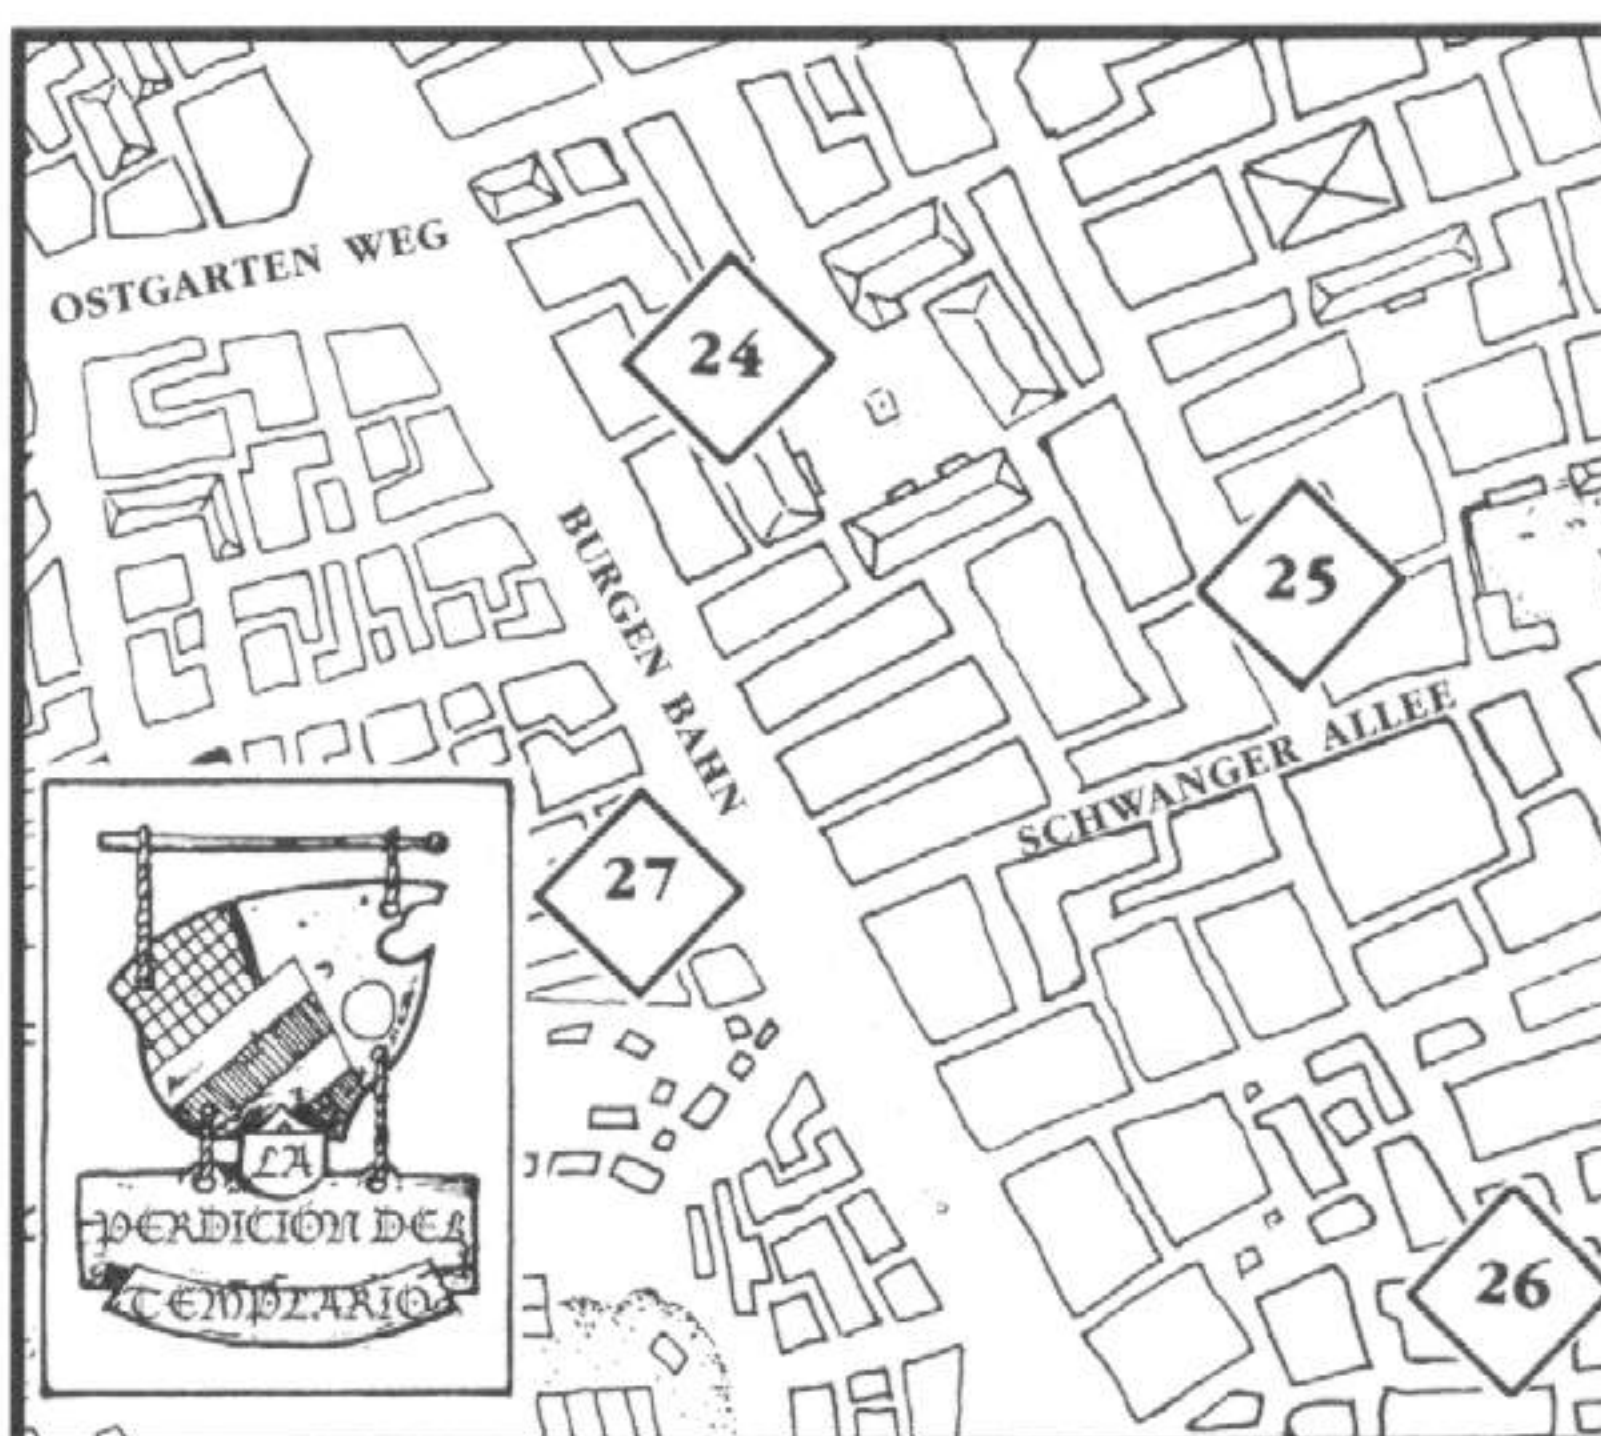 OSTGARTEN WEG
24
BURGEN BAHN
25
SCHWANGER ALLEE
27
26
LA
PERDICIÓN DEL
TEMPLARIO